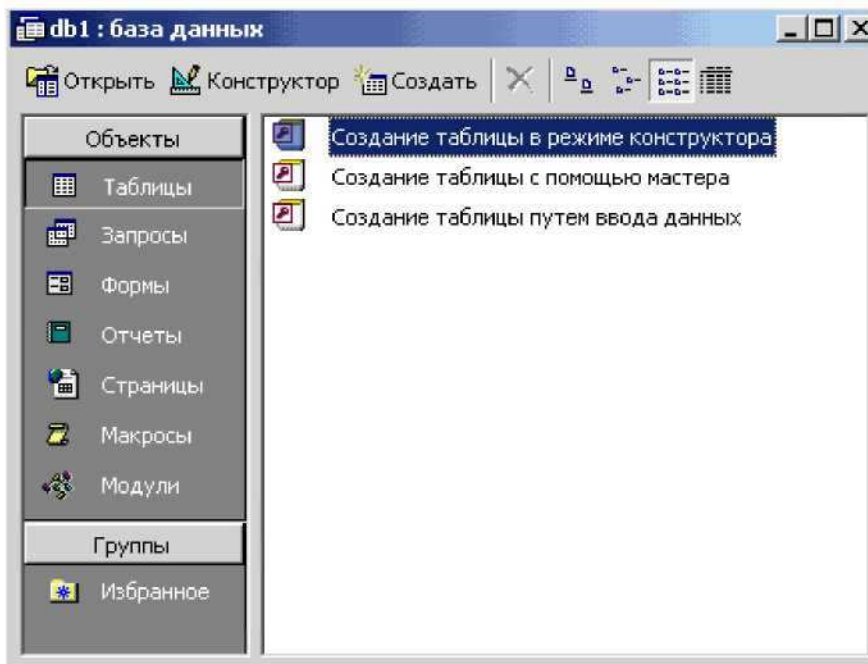 db1 : база данных
Открыть Конструктор Создать
Объекты
Таблицы
Запросы
Формы
Отчеты
Страницы
Макросы
Модули
Группы
Избранное
Создание таблицы в режиме конструктора
Создание таблицы с помощью мастера
Создание таблицы путем ввода данных